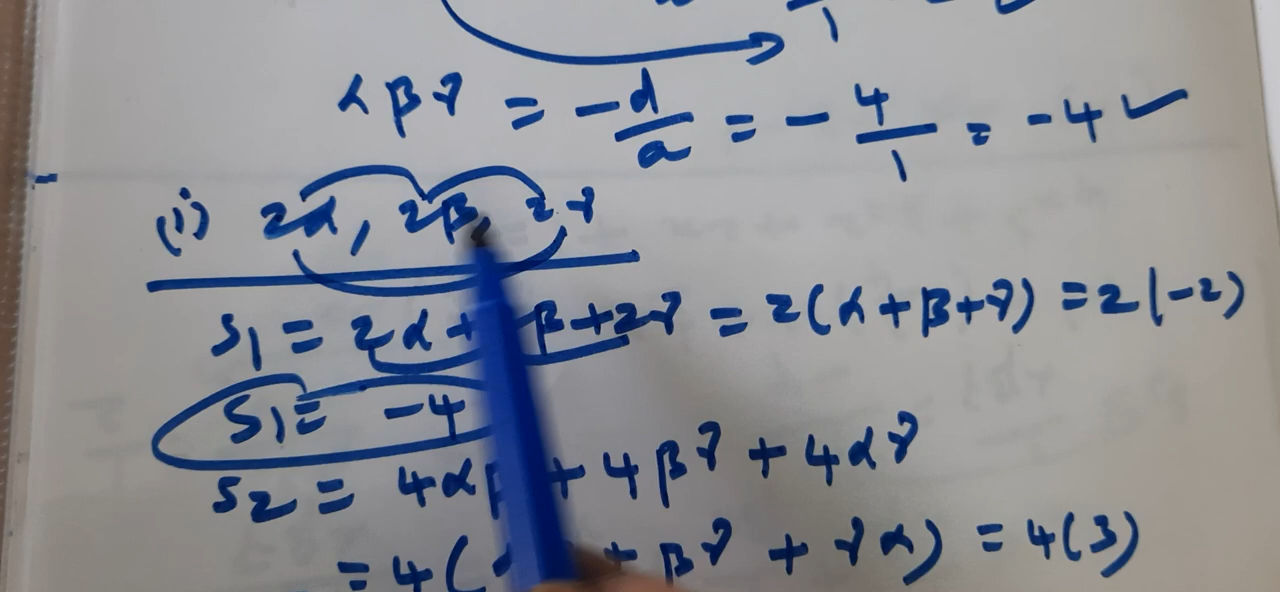 αβγ = -d/a = -4/1 = -4 ✓
(i) 2α, 2β, 2γ
S1 = 2α+ β+2γ = 2(α+β+γ) = 2(-2)
S1 = -4
S2 = 4αβ + 4βγ + 4αγ
= 4( + βγ + γα) = 4(3)